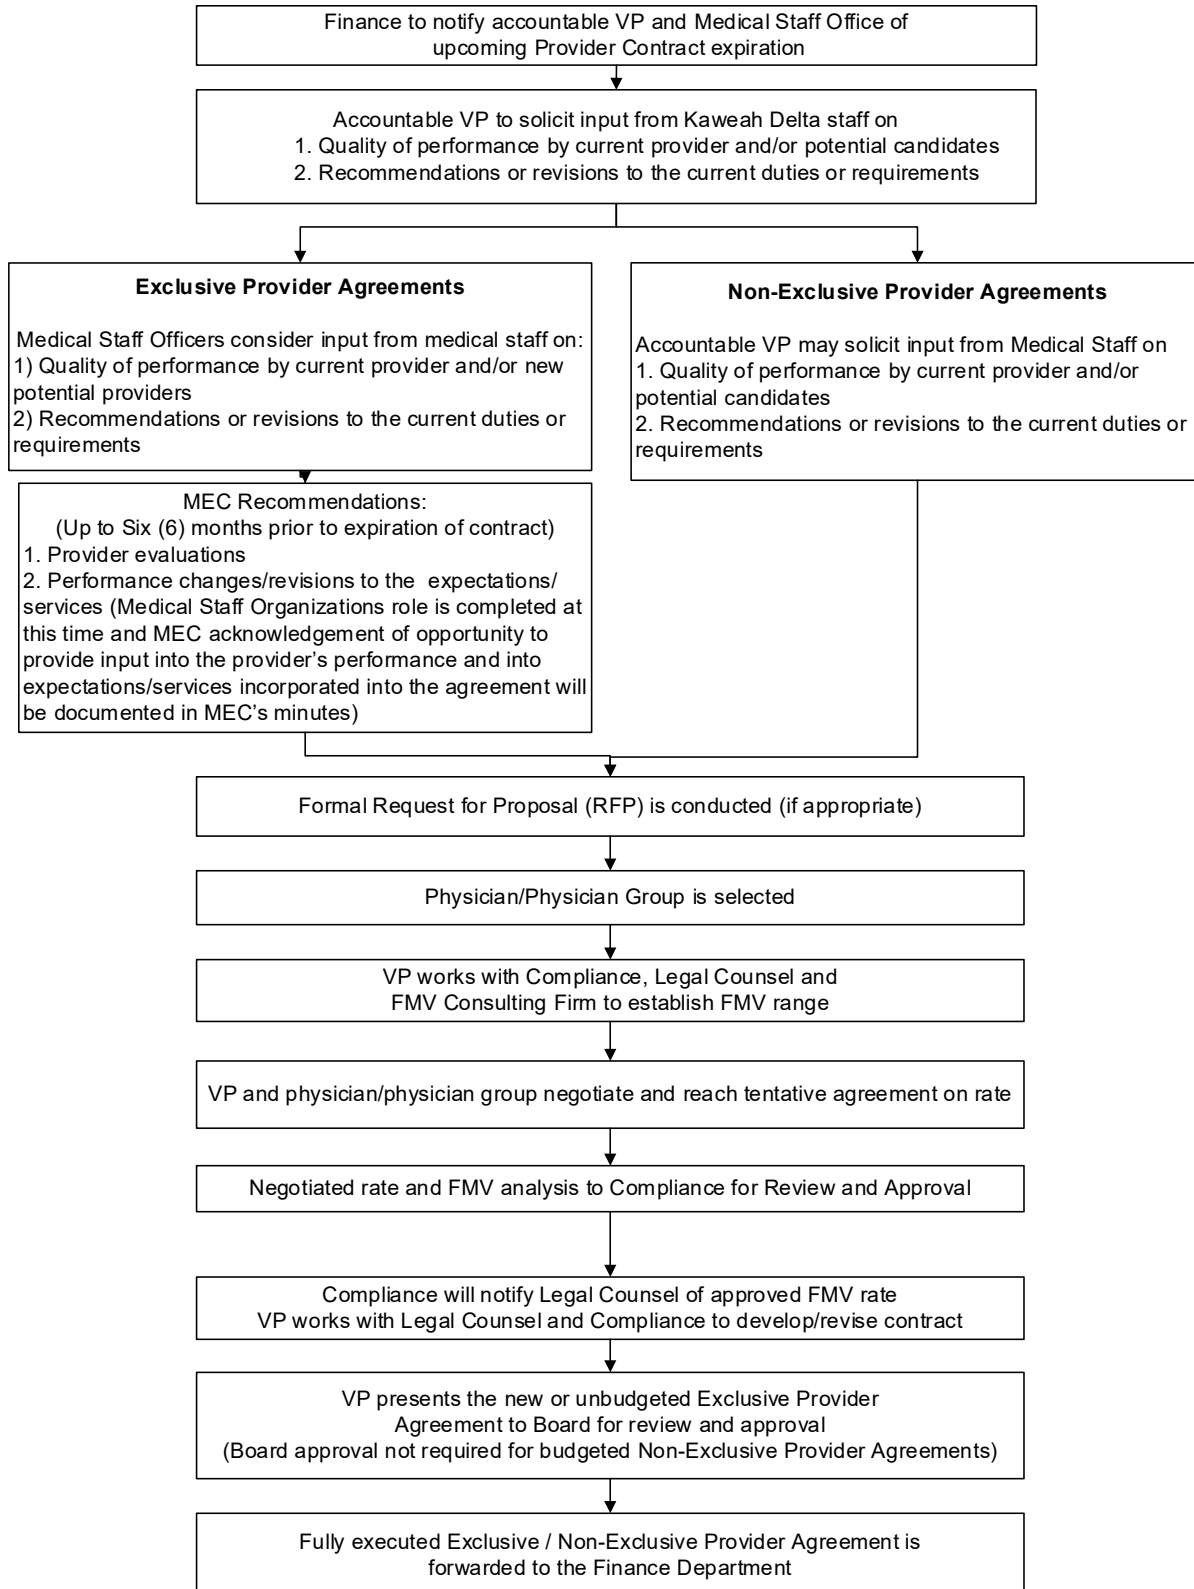 Finance to notify accountable VP and Medical Staff Office of
upcoming Provider Contract expiration
Accountable VP to solicit input from Kaweah Delta staff on
1. Quality of performance by current provider and/or potential candidates
2. Recommendations or revisions to the current duties or requirements
Exclusive Provider Agreements
Medical Staff Officers consider input from medical staff on:
1) Quality of performance by current provider and/or new
potential providers
2) Recommendations or revisions to the current duties or
requirements
Non-Exclusive Provider Agreements
Accountable VP may solicit input from Medical Staff on
1. Quality of performance by current provider and/or
potential candidates
2. Recommendations or revisions to the current duties or
requirements
MEC Recommendations:
(Up to Six (6) months prior to expiration of contract)
1. Provider evaluations
2. Performance changes/revisions to the expectations/
services (Medical Staff Organizations role is completed at
this time and MEC acknowledgement of opportunity to
provide input into the provider’s performance and into
expectations/services incorporated into the agreement will
be documented in MEC’s minutes)
Formal Request for Proposal (RFP) is conducted (if appropriate)
Physician/Physician Group is selected
VP works with Compliance, Legal Counsel and
FMV Consulting Firm to establish FMV range
VP and physician/physician group negotiate and reach tentative agreement on rate
Negotiated rate and FMV analysis to Compliance for Review and Approval
Compliance will notify Legal Counsel of approved FMV rate
VP works with Legal Counsel and Compliance to develop/revise contract
VP presents the new or unbudgeted Exclusive Provider
Agreement to Board for review and approval
(Board approval not required for budgeted Non-Exclusive Provider Agreements)
Fully executed Exclusive / Non-Exclusive Provider Agreement is
forwarded to the Finance Department